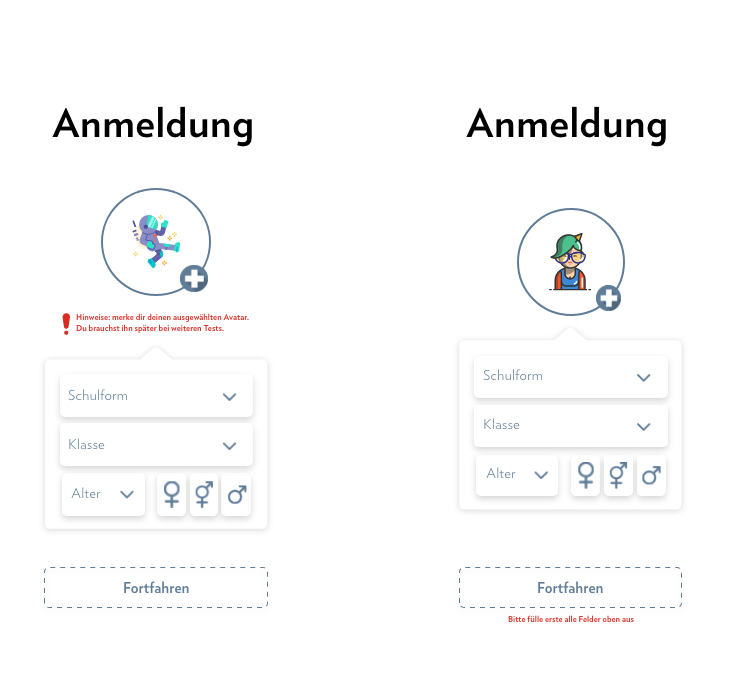 Anmeldung
Hinweise: merke dir deinen ausgewählten Avatar.
Du brauchst ihn später bei weiteren Tests.
Schulform
Klasse
Alter
Fortfahren
Anmeldung
Schulform
Klasse
Alter
Fortfahren
Bitte fülle erste alle Felder oben aus